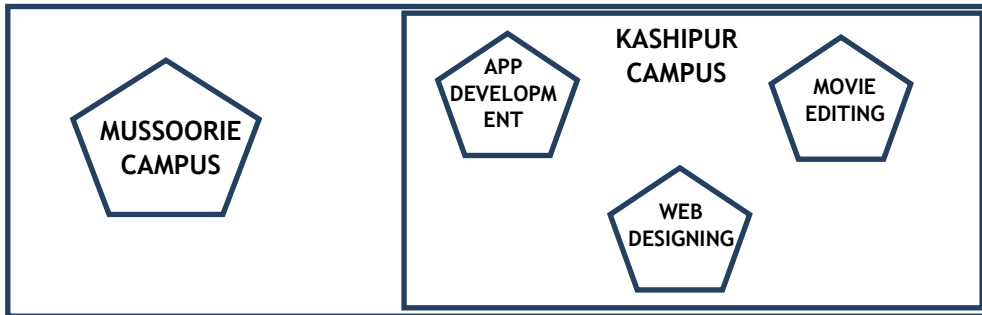 MUSSOORIE
CAMPUS
APP
DEVELOPM
ENT
KASHIPUR
CAMPUS
MOVIE
EDITING
WEB
DESIGNING